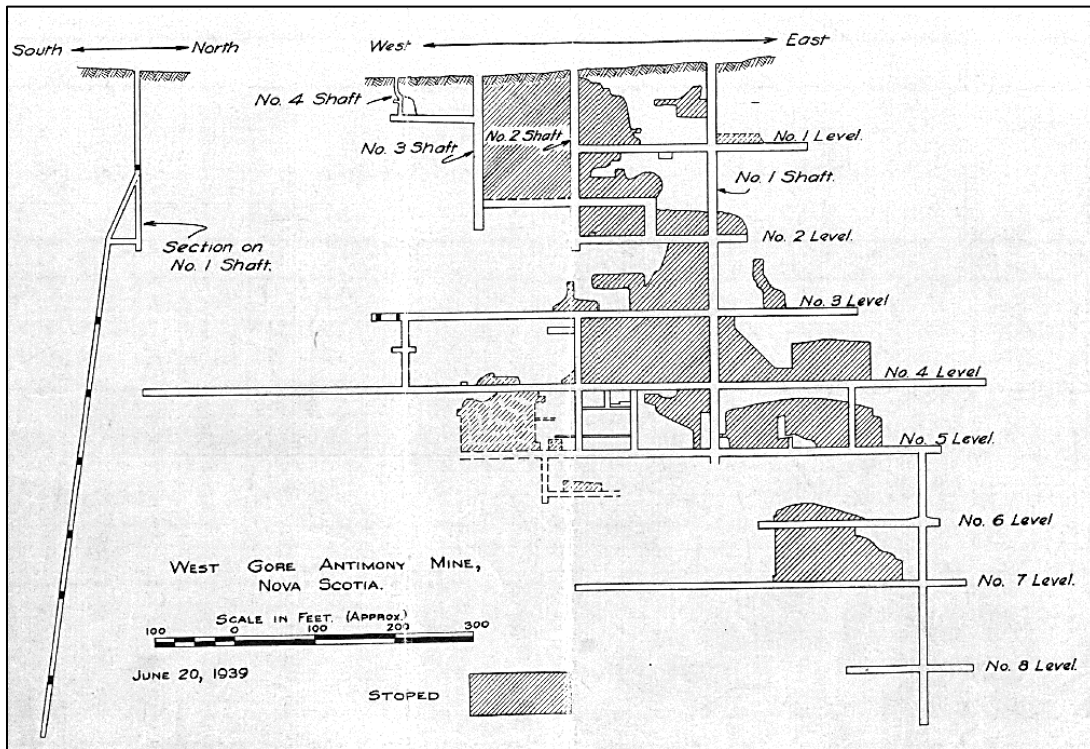 South North
West East
No. 4 Shaft
No. 3 Shaft
No. 2 Shaft
No. 1 Level.
No. 1 Shaft.
Section on
No. 1 Shaft.
No. 2 Level.
No. 3 Level
No. 4 Level
No. 5 Level.
No. 6 Level
No. 7 Level.
No. 8 Level.
WEST GORE ANTIMONY MINE,
NOVA SCOTIA.
SCALE IN FEET. (APPROX.)
100 0 100 200 300
JUNE 20, 1939
STOPED